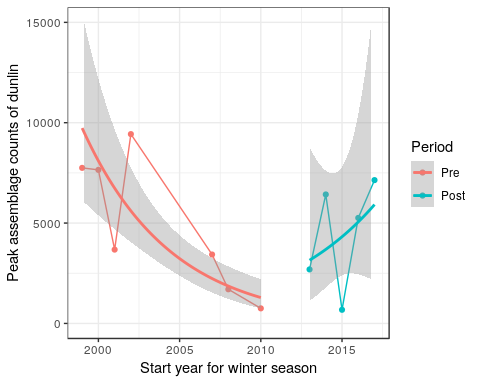 Peak assemblage counts of dunlin
15000
10000
5000
0
2000 2005 2010 2015
Start year for winter season
Period
Pre
Post